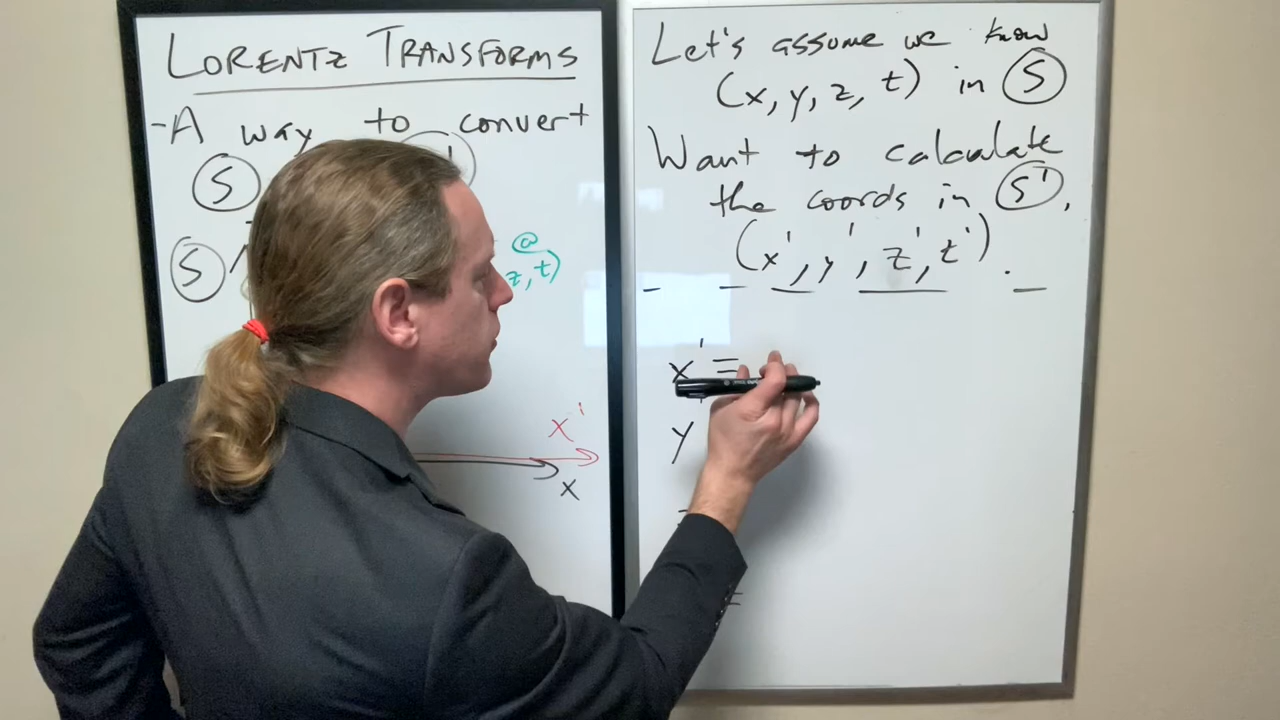 LORENTZ TRANSFORMS
-A way to convert
S
S
@
z, t)
x'
x
Let's assume we know
(x, y, z, t) in S
Want to calculate
the coords in S'.
(x', y', z', t').
x' =
y
=